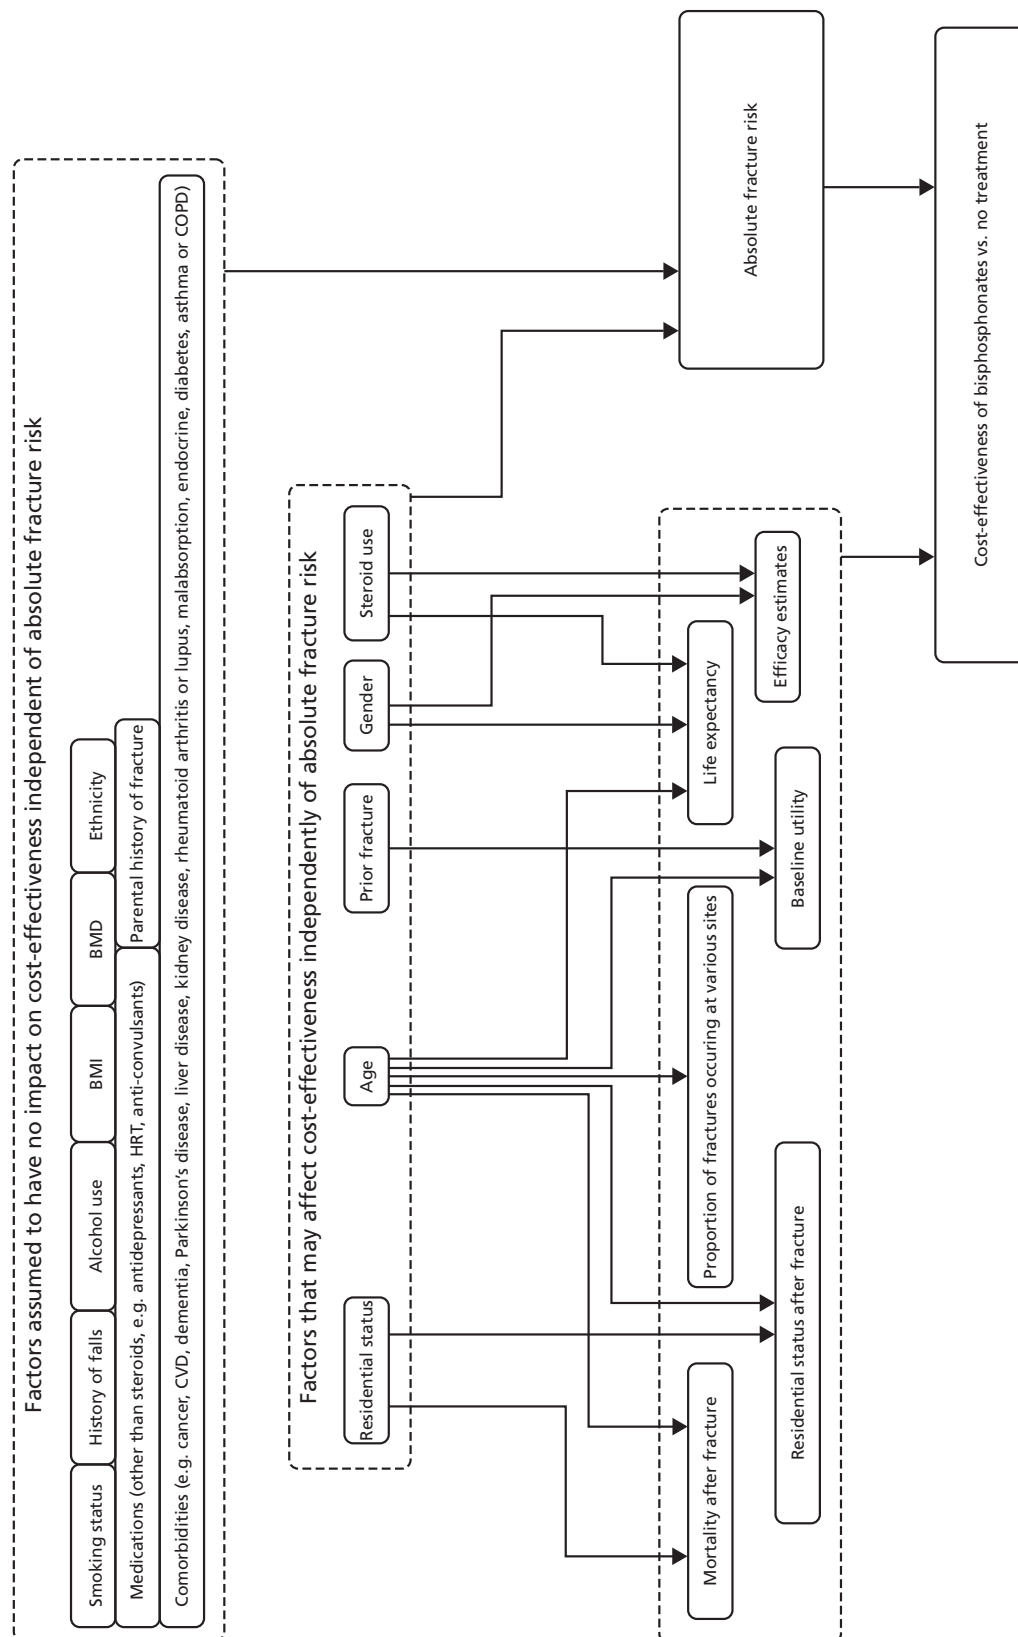 Factors assumed to have no impact on cost-effectiveness independent of absolute fracture risk
Smoking status
History of falls
Alcohol use
BMI
BMD
Ethnicity
Medications (other than steroids, e.g. antidepressants, HRT, anti-convulsants)
Parental history of fracture
Comorbidities (e.g. cancer, CVD, dementia, Parkinson's disease, liver disease, kidney disease, rheumatoid arthritis or lupus, malabsorption, endocrine, diabetes, asthma or COPD)
Factors that may affect cost-effectiveness independently of absolute fracture risk
Residential status
Age
Prior fracture
Gender
Steroid use
Mortality after fracture
Proportion of fractures occuring at various sites
Life expectancy
Residential status after fracture
Baseline utility
Efficacy estimates
Absolute fracture risk
Cost-effectiveness of bisphosphonates vs. no treatment